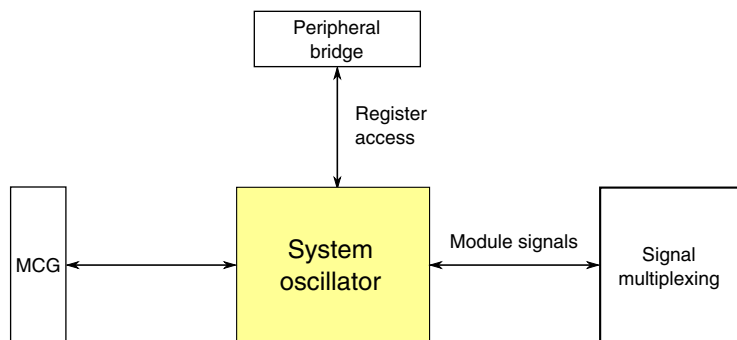 Peripheral
bridge
Register
access
MCG
System
oscillator
Module signals
Signal
multiplexing